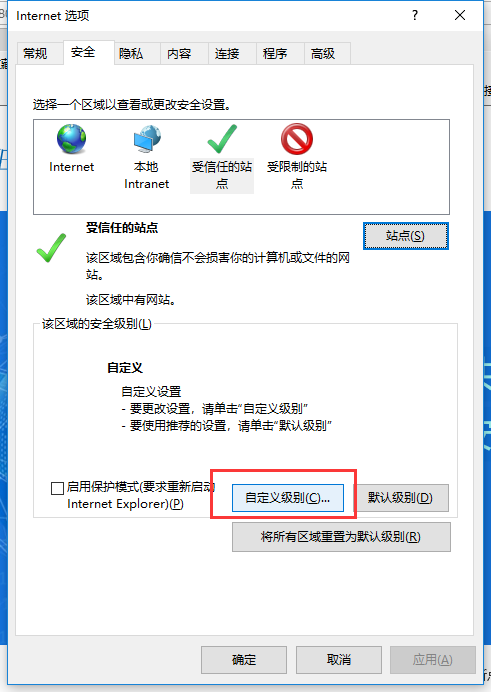 Internet 选项
常规 安全 隐私 内容 连接 程序 高级
选择一个区域以查看或更改安全设置。
Internet
本地
Intranet
受信任的站
点
受限制的站
点
受信任的站点
站点(S)
该区域包含你确信不会损害你的计算机或文件的网
站。
该区域中有网站。
该区域的安全级别(L)
自定义
自定义设置
- 要更改设置，请单击“自定义级别”
- 要使用推荐的设置，请单击“默认级别”
启用保护模式(要求重新启动
Internet Explorer)(P)
自定义级别(C)...
默认级别(D)
将所有区域重置为默认级别(R)
确定 取消 应用(A)